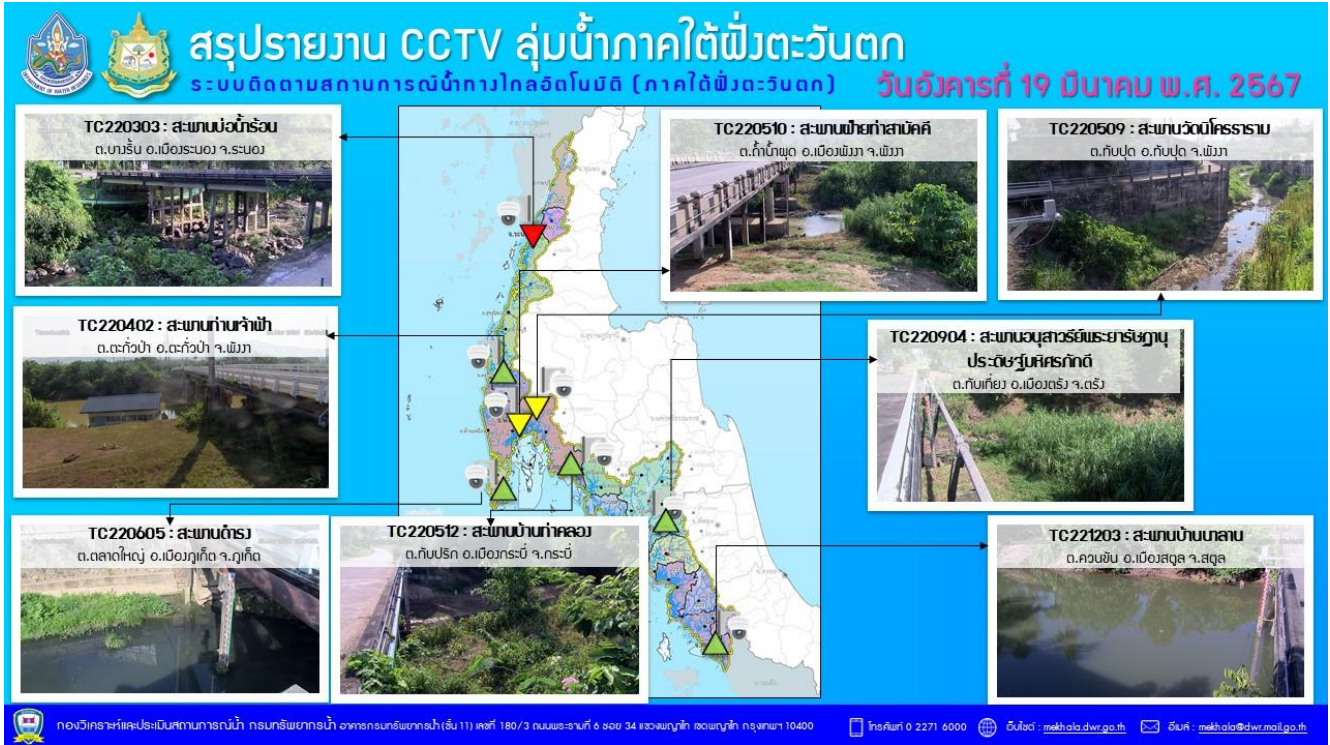 สรุปรายงาน CCTV ลุ่มน้ำภาคใต้ฝั่งตะวันตก
ระบบติดตามสถานการณ์น้ำทางไกลอัตโนมัติ (ภาคใต้ฝั่งตะวันตก)
วันอังคารที่ 19 มีนาคม พ.ศ. 2567
TC220303 : สะพานบ่อน้ำร้อน
ต.บางริ้น อ.เมืองระนอง จ.ระนอง
TC220510 : สะพานฝ่ายท่าสามัคคี
ต.ถ้ำน้ำผุด อ.เมืองพังงา จ.พังงา
TC220509 : สะพานวัดนิโครธาราม
ต.ทับปุด อ.ทับปุด จ.พังงา
TC220402 : สะพานท่านเจ้าฟ้า
ต.ตะกั่วป่า อ.ตะกั่วป่า จ.พังงา
TC220904 : สะพานอนุสาวรีย์พระยารัษฎานุ
ประดิษฐ์มหิศรภักดี
ต.ทับเที่ยง อ.เมืองตรัง จ.ตรัง
TC220605 : สะพานดำรง
ต.ตลาดใหญ่ อ.เมืองภูเก็ต จ.ภูเก็ต
TC220512 : สะพานบ้านท่าคลอง
ต.ทับปริก อ.เมืองกระบี่ จ.กระบี่
TC221203 : สะพานบ้านนาลาน
ต.ควนขัน อ.เมืองสตูล จ.สตูล
กองวิเคราะห์และประเมินสถานการณ์น้ำ กรมทรัพยากรน้ำ อาคารกรมทรัพยากรน้ำ (ชั้น 11) เลขที่ 180/3 ถนนพระรามที่ 6 ซอย 34 แขวงพญาไท เขตพญาไท กรุงเทพฯ 10400
โทรศัพท์ 0 2271 6000
เว็บไซต์ : mekhala.dwr.go.th
อีเมล์ : mekhala@dwr.mail.go.th